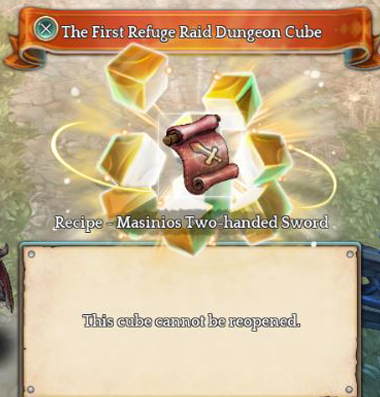 The First Refuge Raid Dungeon Cube
Recipe - Masinios Two-handed Sword
This cube cannot be reopened.